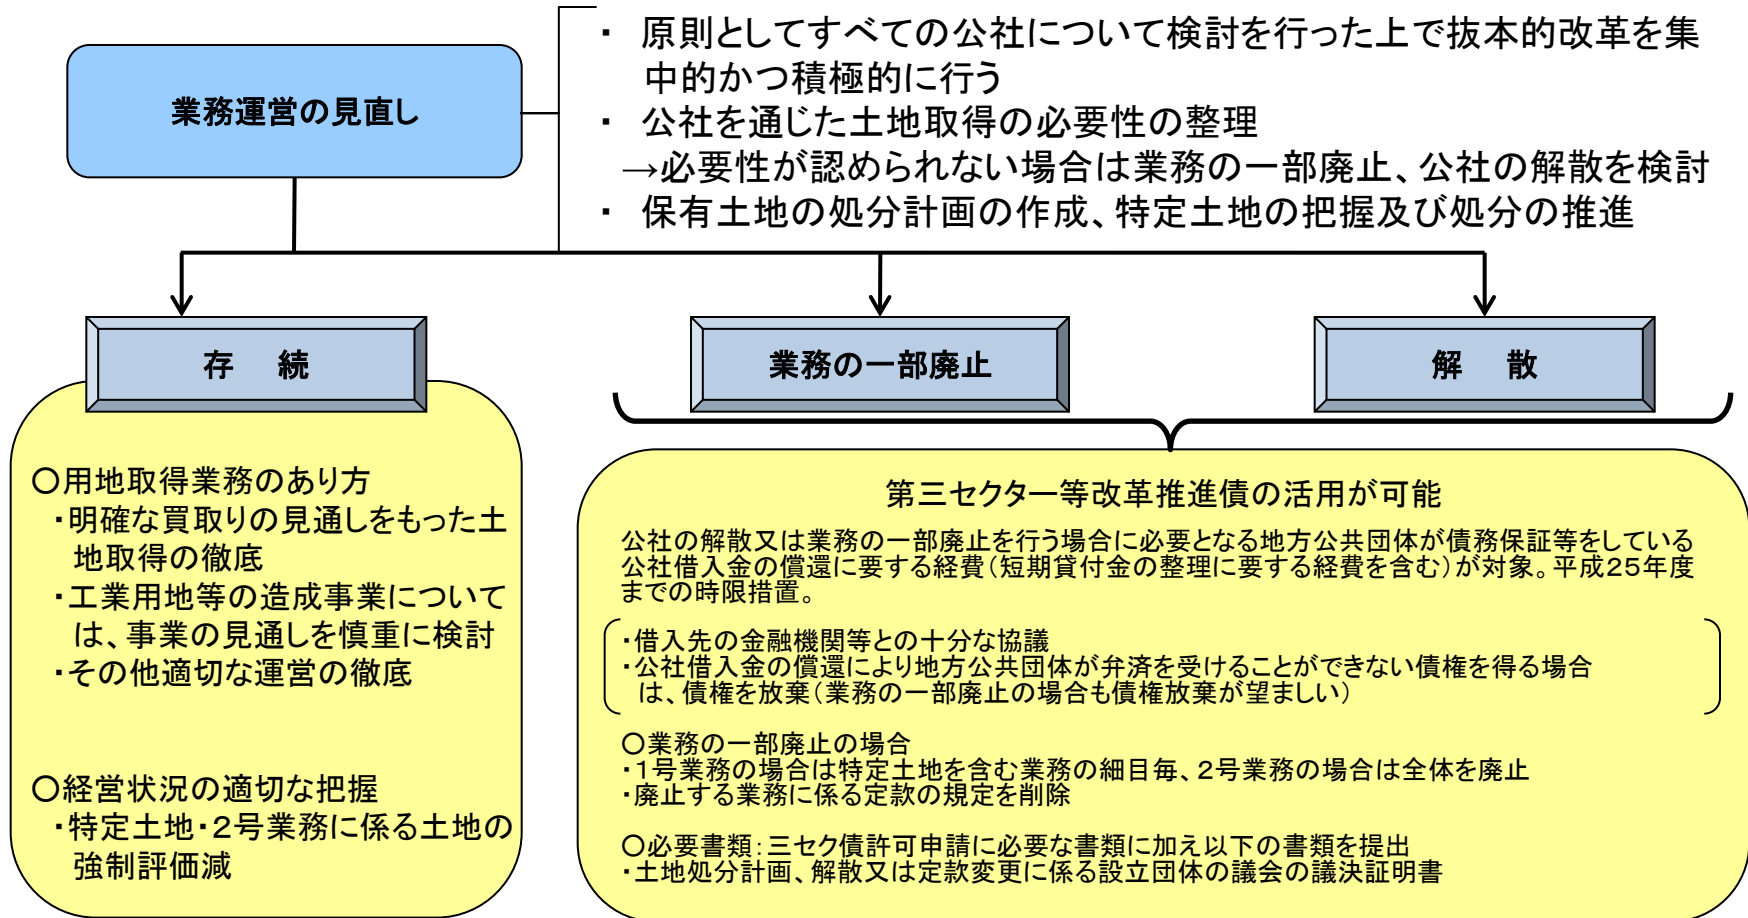 業務運営の見直し
・ 原則としてすべての公社について検討を行った上で抜本的改革を集
中的かつ積極的に行う
・ 公社を通じた土地取得の必要性の整理
→必要性が認められない場合は業務の一部廃止、公社の解散を検討
・ 保有土地の処分計画の作成、特定土地の把握及び処分の推進
存 続
○用地取得業務のあり方
・明確な買取りの見通しをもった土
地取得の徹底
・工業用地等の造成事業について
は、事業の見通しを慎重に検討
・その他適切な運営の徹底
○経営状況の適切な把握
・特定土地・2号業務に係る土地の
強制評価減
業務の一部廃止
解 散
第三セクター等改革推進債の活用が可能
公社の解散又は業務の一部廃止を行う場合に必要となる地方公共団体が債務保証等をしている
公社借入金の償還に要する経費(短期貸付金の整理に要する経費を含む)が対象。平成25年度
までの時限措置。
・借入先の金融機関等との十分な協議
・公社借入金の償還により地方公共団体が弁済を受けることができない債権を得る場合
は、債権を放棄(業務の一部廃止の場合も債権放棄が望ましい)
○業務の一部廃止の場合
・1号業務の場合は特定土地を含む業務の細目毎、2号業務の場合は全体を廃止
・廃止する業務に係る定款の規定を削除
○必要書類:三セク債許可申請に必要な書類に加え以下の書類を提出
・土地処分計画、解散又は定款変更に係る設立団体の議会の議決証明書